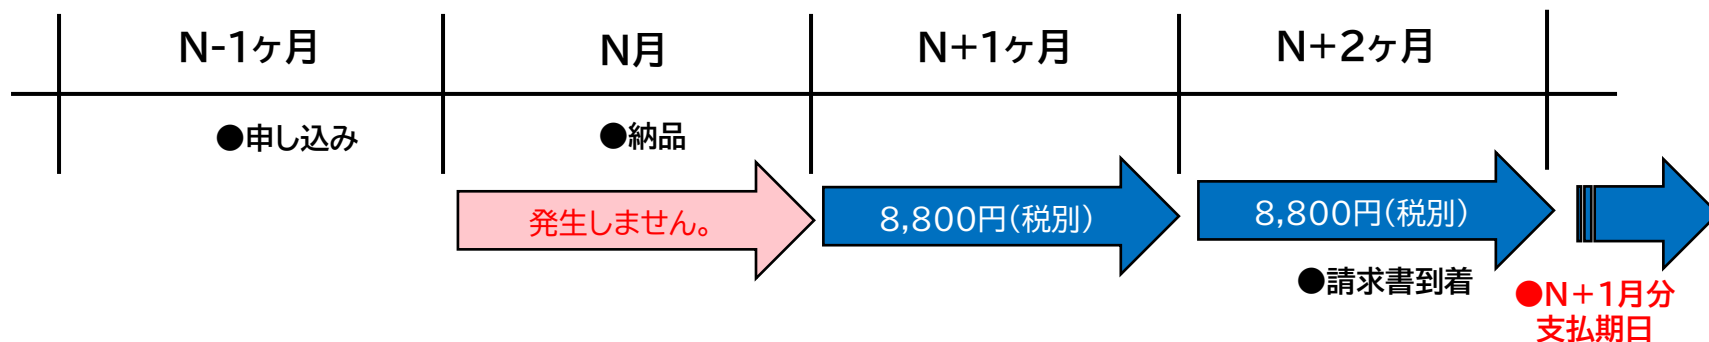 N-1ヶ月
N月
N+1ヶ月
N+2ヶ月
●申し込み
●納品
発生しません。
8,800円(税別)
8,800円(税別)
●請求書到着
●N+1月分
支払期日